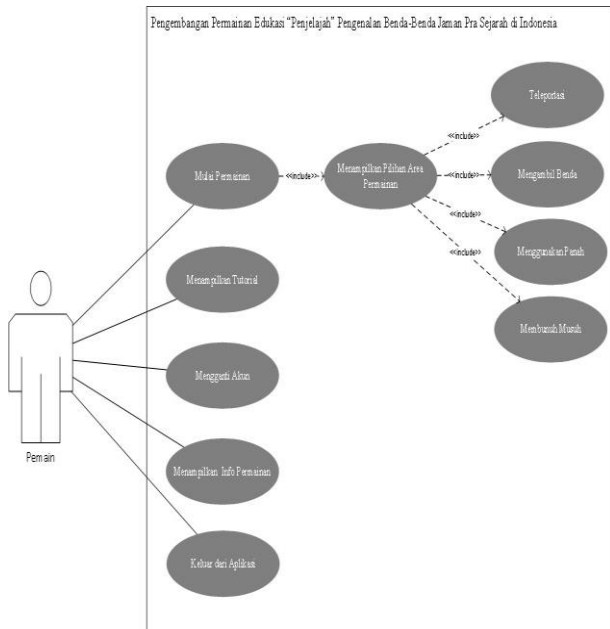 Pengembangan Permainan Edukasi "Penjelajah" Pengenalan Benda-Benda Jaman Pra Sejarah di Indonesia
Teleportasi
<<include>>
Mulai Permainan
<<include>>
Menampilkan Pilihan Area
Permainan
<<include>>
Mengambil Benda
<<include>>
Menggunakan Panah
<<include>>
Membunuh Musuh
Menampilkan Tutorial
Mengganti Akun
Pemain
Menampilkan Info Permainan
Keluar dari Aplikasi